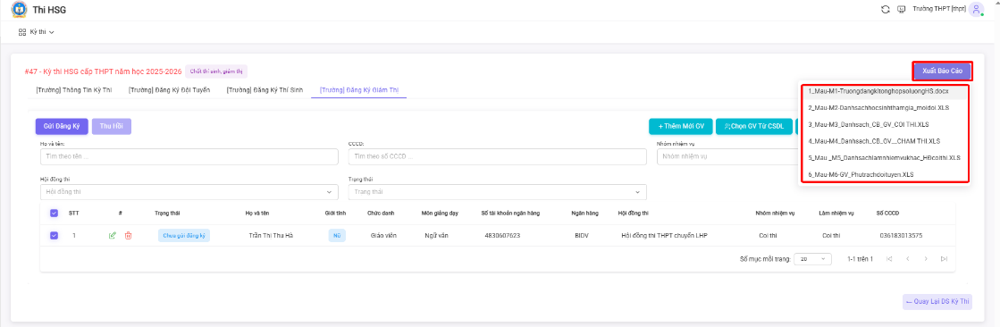 Thi HSG
Trường THPT [thpt]
Kỳ thi
#47 - Kỳ thi HSG cấp THPT năm học 2025-2026 Chốt thí sinh, giám thị
Xuất Báo Cáo
[Trường] Thông Tin Kỳ Thi [Trường] Đăng Ký Đội Tuyển [Trường] Đăng Ký Thí Sinh [Trường] Đăng Ký Giám Thị
1_Mau-M1-TruongdangkitonghopsoluongHS.docx
2_Mau-M2-Danhsachhocsinhthamgia_moidoi.XLS
3_Mau-M3_Danhsach_CB_GV_COI THI.XLS
4_Mau-M4_Danhsach_CB_GV__CHAM THI.XLS
5_Mau _M5_Danhsachlamnhiemvukhac_HĐcoithi.XLS
6_Mau-M6-GV_Phutrachdoituyen.XLS
Gửi Đăng Ký Thu Hồi + Thêm Mới GV Chọn GV Từ CSDL
Họ và tên: CCCD: Nhóm nhiệm vụ
Tìm theo tên ... Tìm theo số CCCD ... Nhóm nhiệm vụ
Hội đồng thi Trạng thái
Hội đồng thi Trạng thái
STT # Trạng thái Họ và tên Giới tính Chức danh Môn giảng dạy Số tài khoản ngân hàng Ngân hàng Hội đồng thi Nhóm nhiệm vụ Làm nhiệm vụ Số CCCD
1 Chưa gửi đăng ký Trần Thị Thu Hà Nữ Giáo viên Ngữ văn 4830607623 BIDV Hội đồng thi THPT chuyên LHP Coi thi Coi thi 036183013575
Số mục mỗi trang: 20 1-1 trên 1
← Quay Lại DS Kỳ Thi